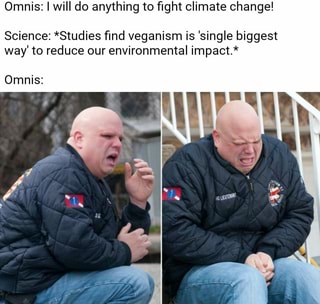 Omnis: I will do anything to fight climate change!
Science: *Studies find veganism is 'single biggest
way' to reduce our environmental impact.*
Omnis: